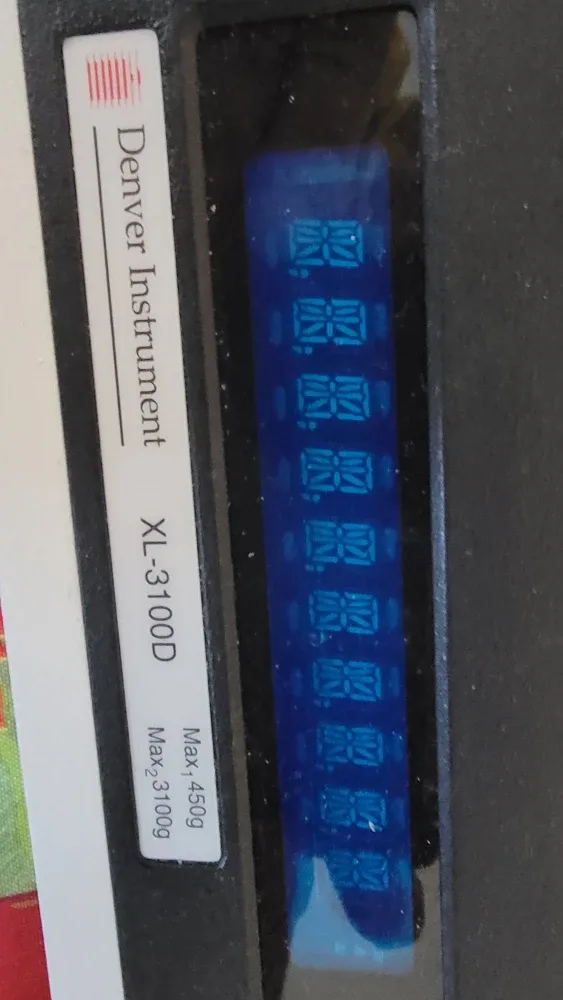 Denver Instrument
XL-3100D
Max₁ 450g
Max₂ 3100g